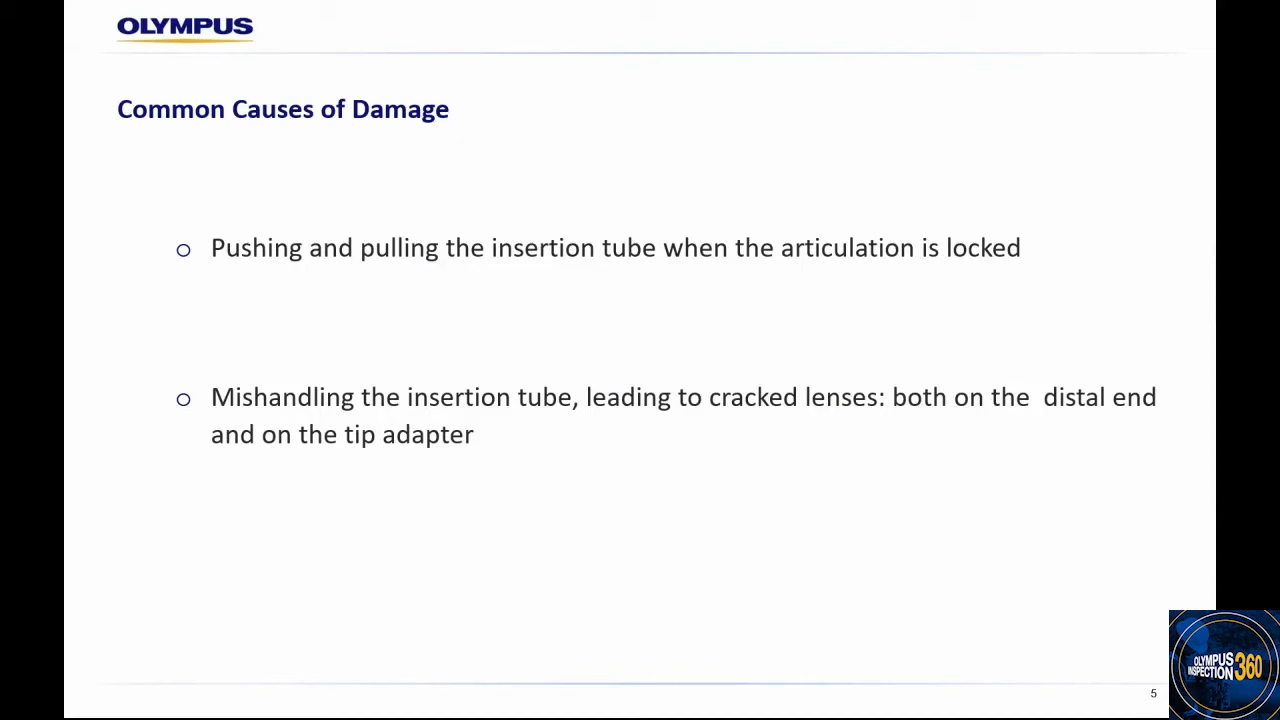 OLYMPUS
Common Causes of Damage
o Pushing and pulling the insertion tube when the articulation is locked
o Mishandling the insertion tube, leading to cracked lenses: both on the  distal end
and on the tip adapter
5
OLYMPUS
INSPECTION 360